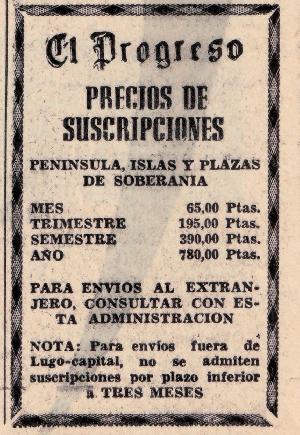 El Progreso
PRECIOS DE
SUSCRIPCIONES
PENINSULA, ISLAS Y PLAZAS
DE SOBERANIA
MES 65,00 Ptas.
TRIMESTRE 195,00 Ptas.
SEMESTRE 390,00 Ptas.
AÑO 780,00 Ptas.
PARA ENVIOS AL EXTRAN-
JERO, CONSULTAR CON ES-
TA ADMINISTRACION
NOTA: Para envíos fuera de
Lugo-capital, no se admiten
suscripciones por plazo inferior
a TRES MESES